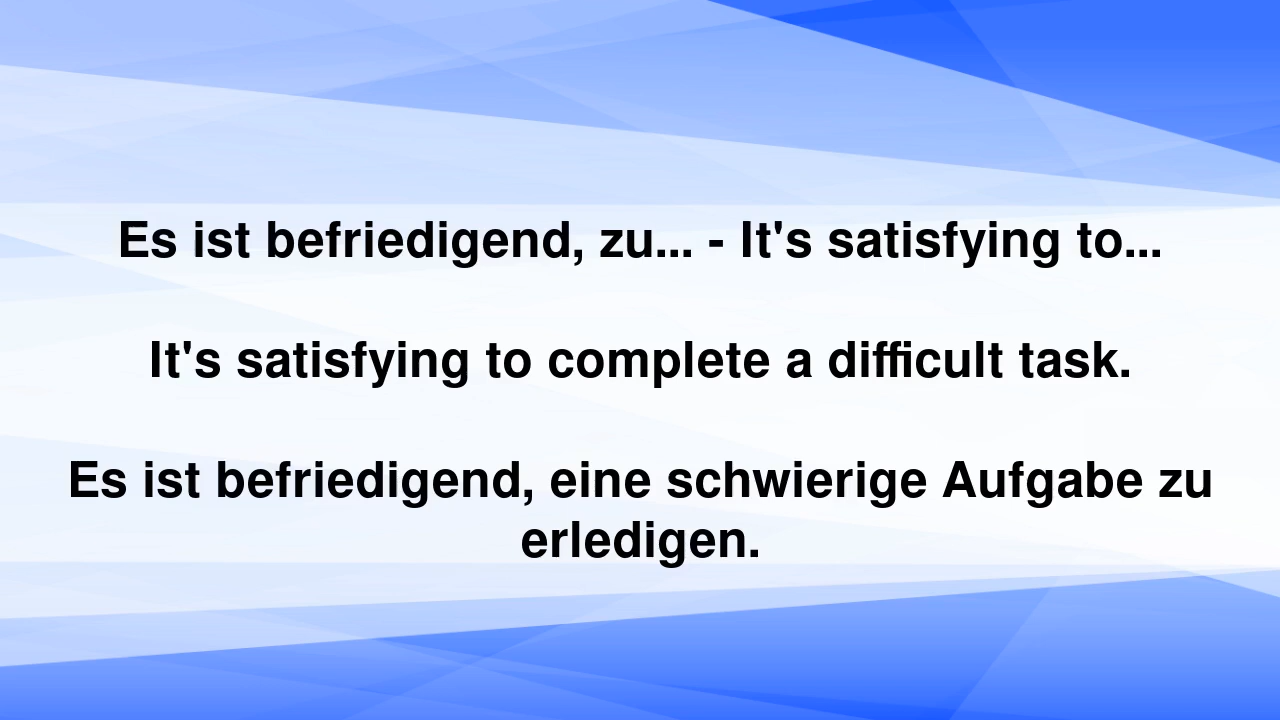 Es ist befriedigend, zu... - It's satisfying to...
It's satisfying to complete a difficult task.
Es ist befriedigend, eine schwierige Aufgabe zu
erledigen.